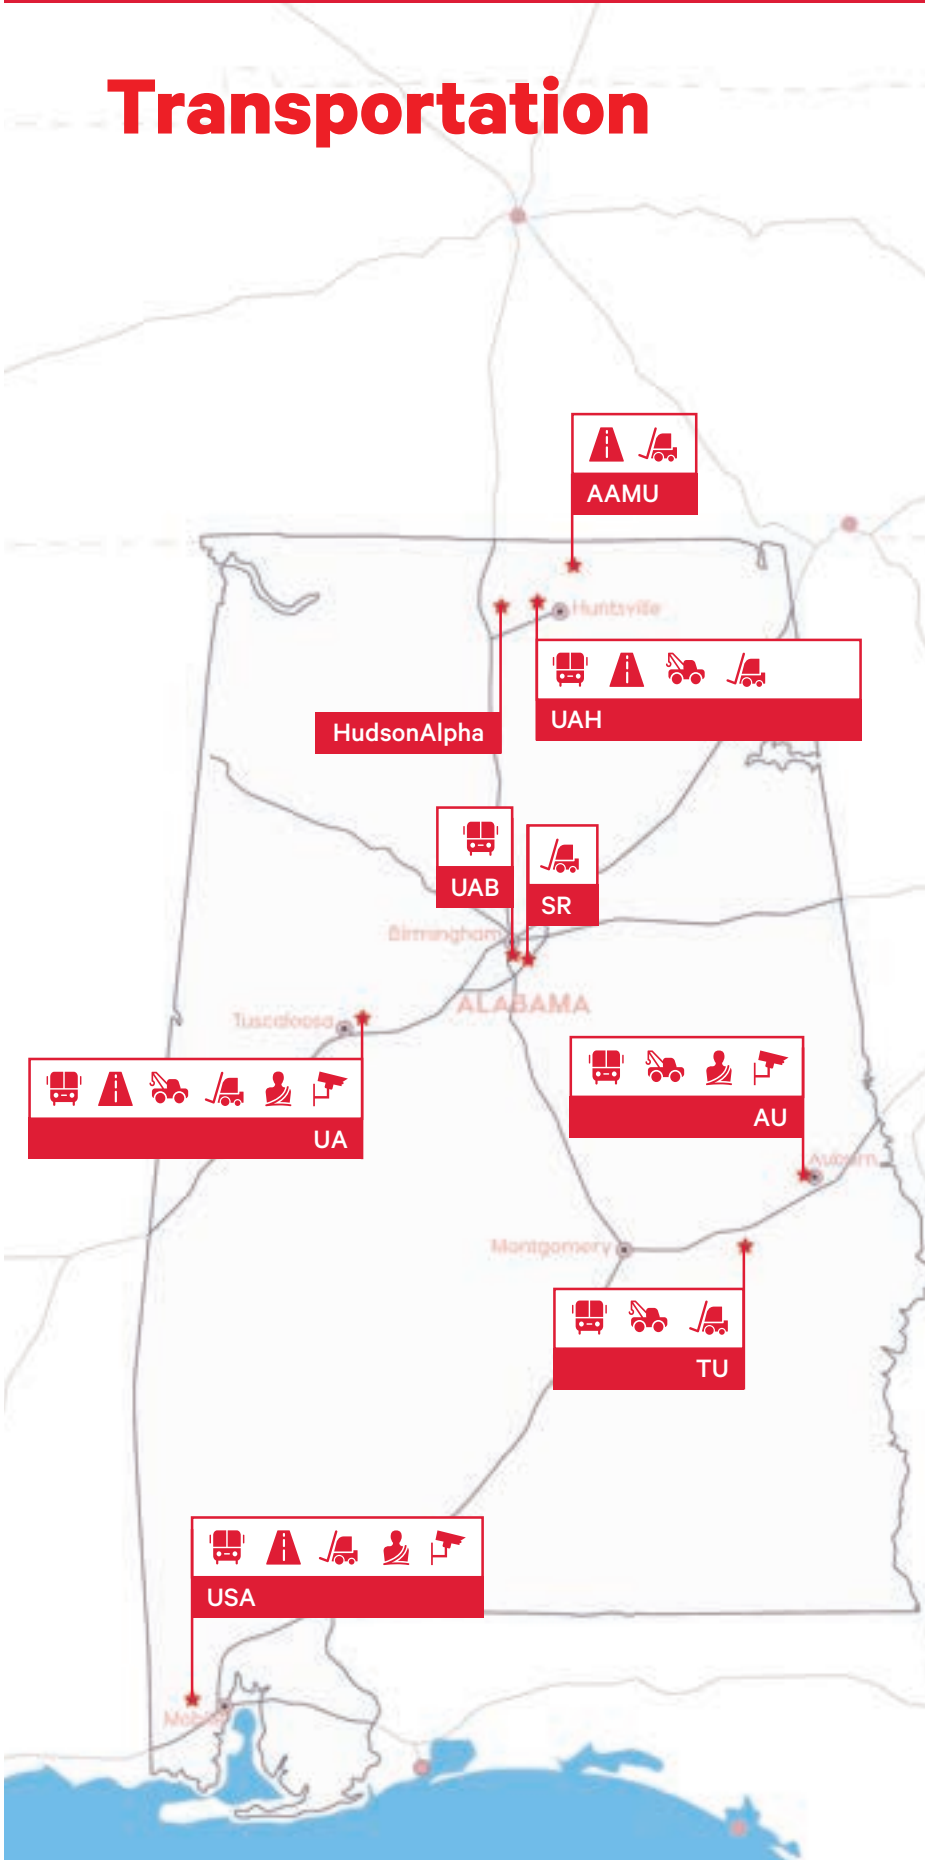 Transportation
AAMU
Huntsville
UAH
HudsonAlpha
UAB
SR
Birmingham
ALABAMA
Tuscaloosa
UA
AU
Auburn
Montgomery
TU
USA
Mobile